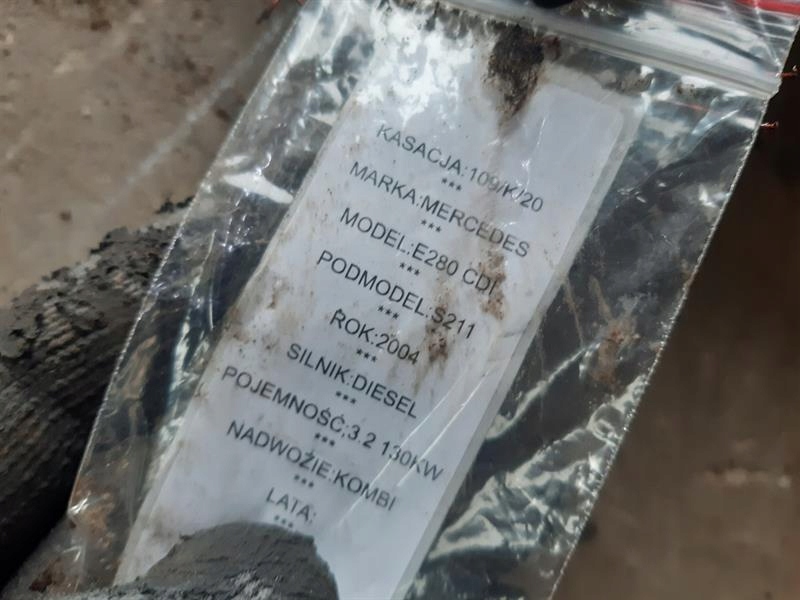 KASACJA:109/K/20
***
MARKA:MERCEDES
***
MODEL:E280 CDI
***
PODMODEL:S211
***
ROK:2004
***
SILNIK:DIESEL
***
POJEMNOŚĆ;3.2 130KW
***
NADWOŻIE:KOMBI
***
LATA:
***